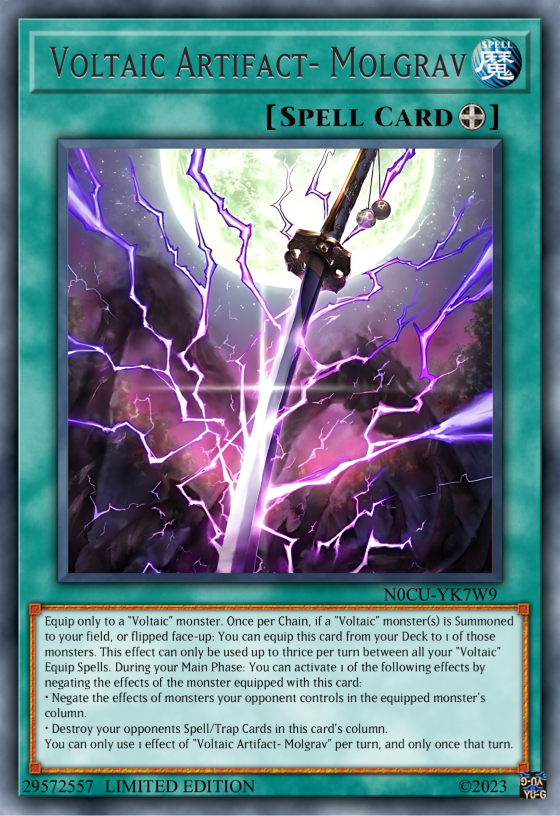 VOLTAIC ARTIFACT- MOLGRAV
SPELL
魔
[SPELL CARD ]
N0CU-YK7W9
Equip only to a "Voltaic" monster. Once per Chain, if a "Voltaic" monster(s) is Summoned
to your field, or flipped face-up: You can equip this card from your Deck to 1 of those
monsters. This effect can only be used up to thrice per turn between all your "Voltaic"
Equip Spells. During your Main Phase: You can activate 1 of the following effects by
negating the effects of the monster equipped with this card:
• Negate the effects of monsters your opponent controls in the equipped monster's
column.
• Destroy your opponents Spell/Trap Cards in this card's column.
You can only use 1 effect of "Voltaic Artifact- Molgrav" per turn, and only once that turn.
29572557 LIMITED EDITION
©2023
YU-G
YU-G